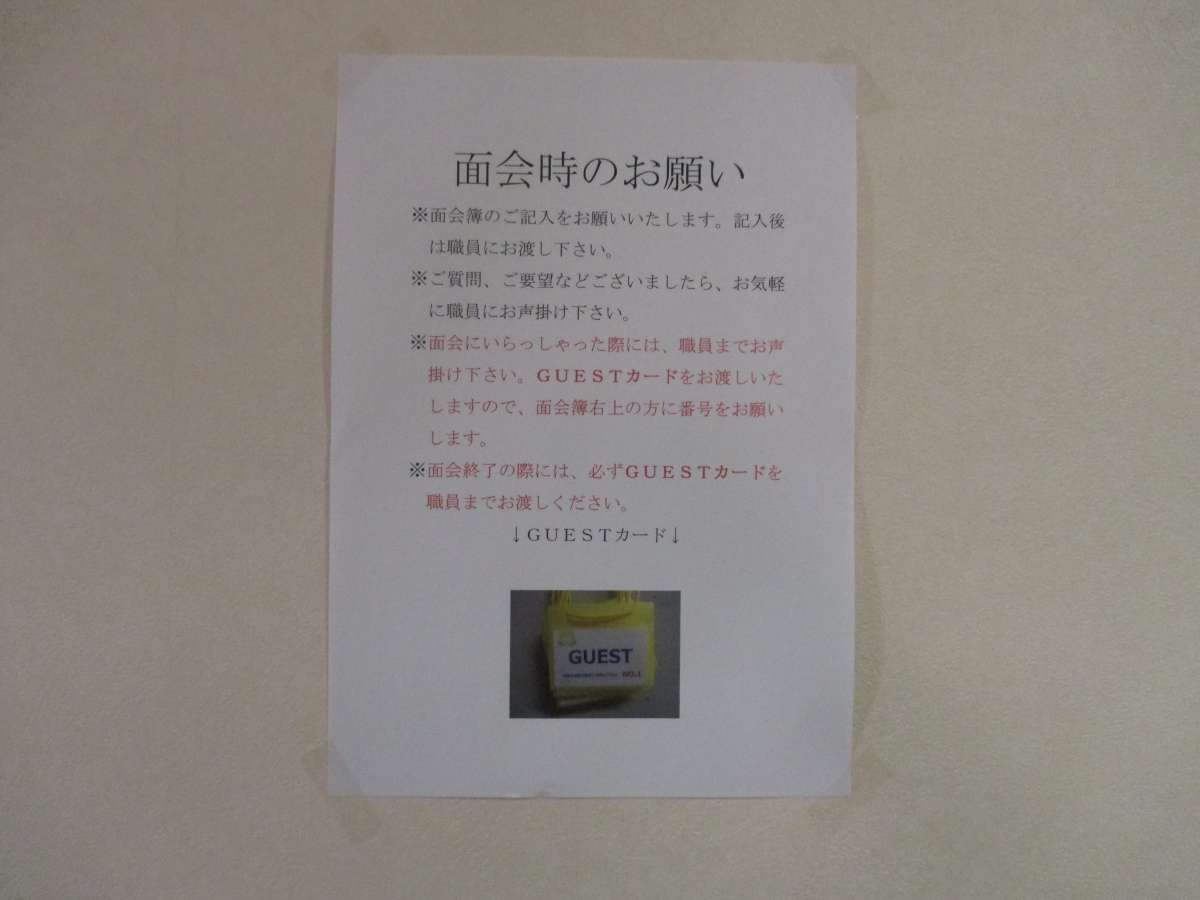 面会時のお願い
※面会簿のご記入をお願いいたします。記入後
は職員にお渡し下さい。
※ご質問、ご要望などございましたら、お気軽
に職員にお声掛け下さい。
※面会にいらっしゃった際には、職員までお声
掛け下さい。GUESTカードをお渡しいた
しますので、面会簿右上の方に番号をお願い
します。
※面会終了の際には、必ずGUESTカードを
職員までお渡しください。
↓GUESTカード↓
GUEST
NO.1